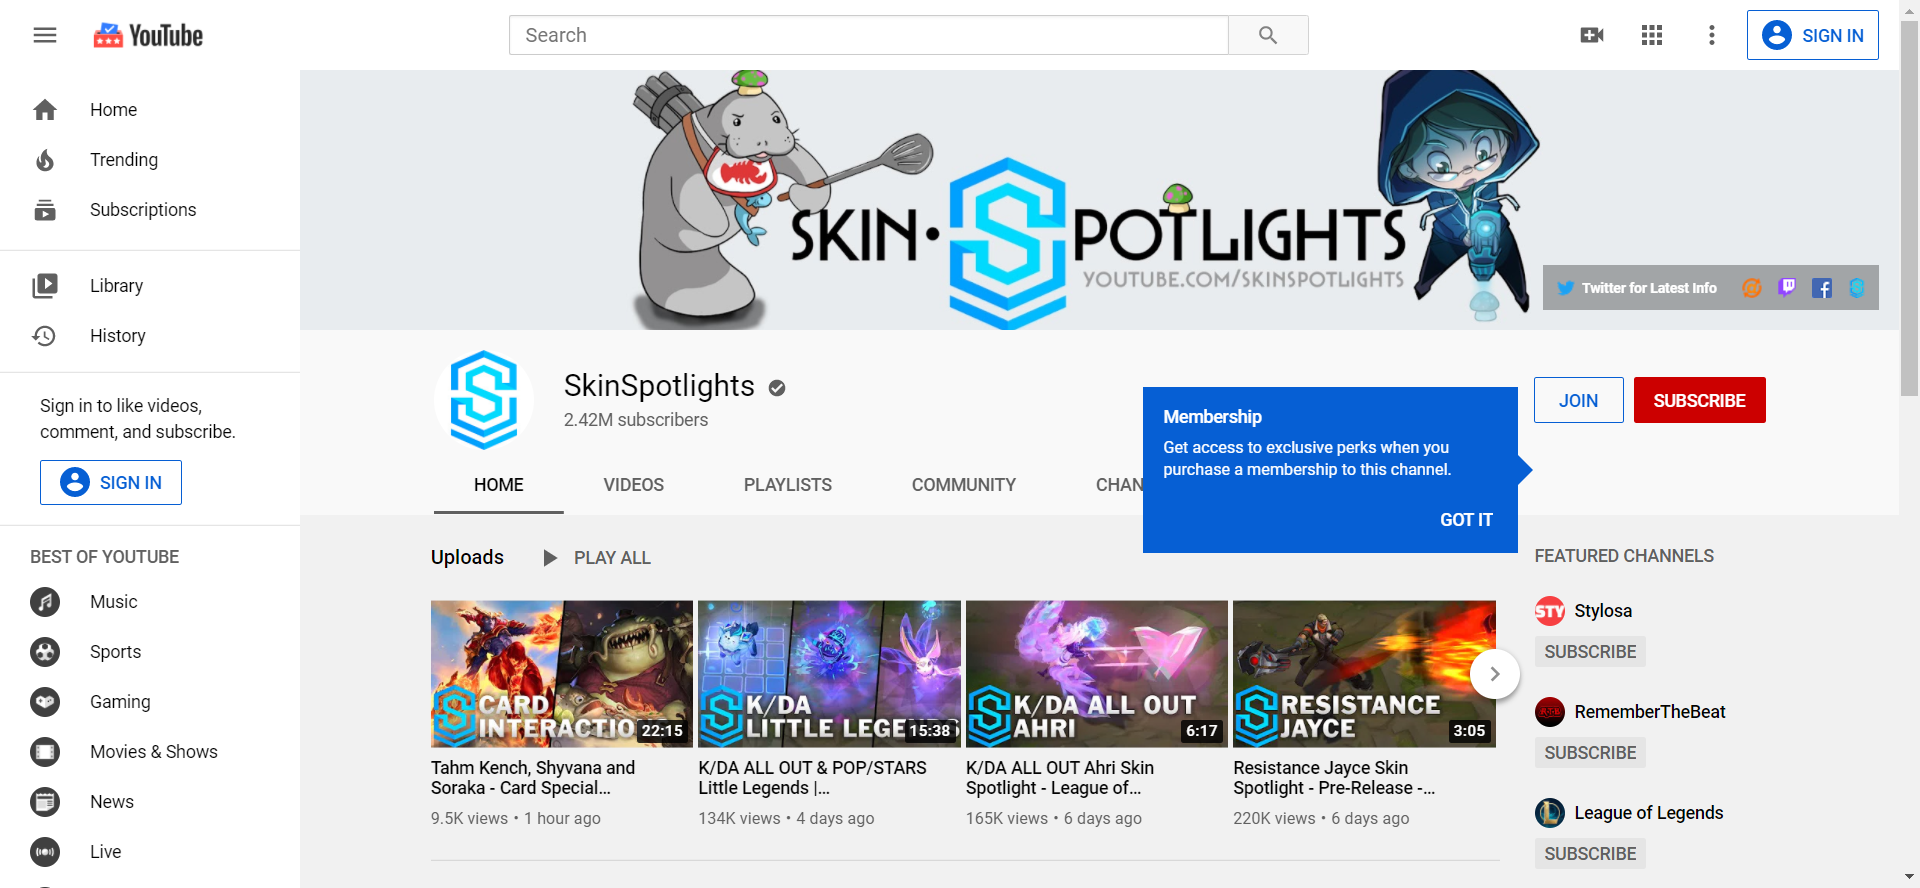 YouTube
Search
SIGN IN
Home
Trending
Subscriptions
Library
History
Sign in to like videos,
comment, and subscribe.
SIGN IN
BEST OF YOUTUBE
Music
Sports
Gaming
Movies & Shows
News
Live
SKIN·SPOTLIGHTS
YOUTUBE.COM/SKINSPOTLIGHTS
Twitter for Latest Info
SkinSpotlights
2.42M subscribers
JOIN
SUBSCRIBE
Membership
Get access to exclusive perks when you
purchase a membership to this channel.
GOT IT
HOME
VIDEOS
PLAYLISTS
COMMUNITY
CHAN
Uploads
PLAY ALL
CARD
INTERACTIO
22:15
Tahm Kench, Shyvana and
Soraka - Card Special...
9.5K views • 1 hour ago
K/DA
LITTLE LEGENDS
15:38
K/DA ALL OUT & POP/STARS
Little Legends |...
134K views • 4 days ago
K/DA ALL OUT
AHRI
6:17
K/DA ALL OUT Ahri Skin
Spotlight - League of...
165K views • 6 days ago
RESISTANCE
JAYCE
3:05
Resistance Jayce Skin
Spotlight - Pre-Release -...
220K views • 6 days ago
FEATURED CHANNELS
STY
Stylosa
SUBSCRIBE
RememberTheBeat
SUBSCRIBE
League of Legends
SUBSCRIBE